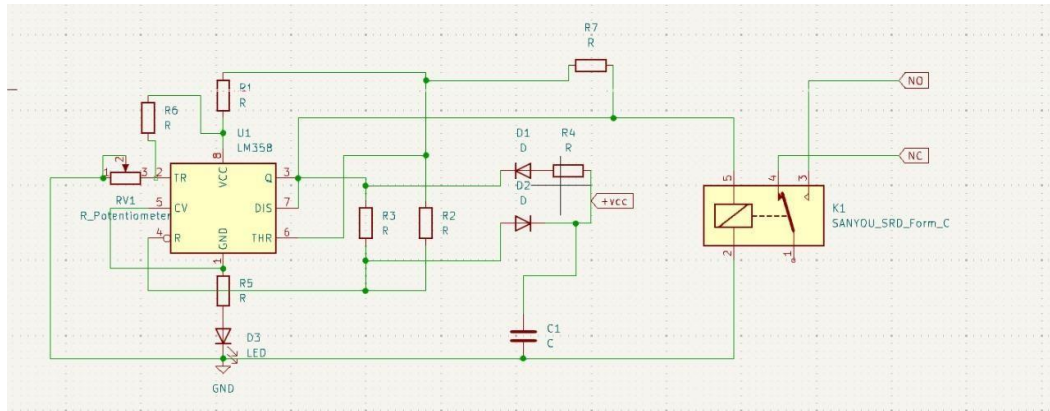 R7
R
R1
R
R6
R
U1
LM358
NO
NC
8
VCC
2
1
3
RV1
R_Potentiometer
2
TR
Q
3
5
CV
DIS
7
4
R
THR
6
GND
1
D1
D
R4
R
D2
D
+VCC
R3
R
R2
R
5
4
3
2
1
K1
SANYOU_SRD_Form_C
R5
R
D3
LED
C1
C
GND